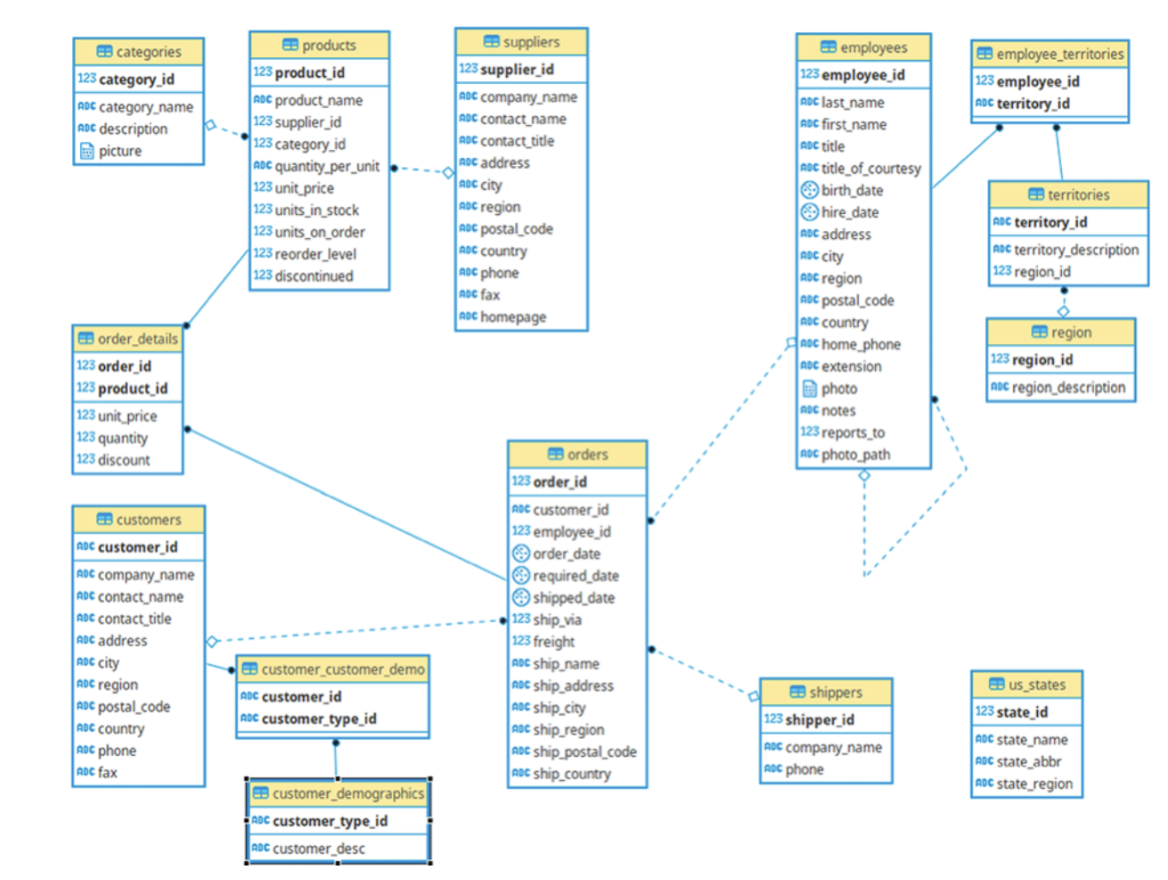 categories
123 category_id
ABC category_name
ABC description
picture
products
123 product_id
ABC product_name
123 supplier_id
123 category_id
ABC quantity_per_unit
123 unit_price
123 units_in_stock
123 units_on_order
123 reorder_level
123 discontinued
suppliers
123 supplier_id
ABC company_name
ABC contact_name
ABC contact_title
ABC address
ABC city
ABC region
ABC postal_code
ABC country
ABC phone
ABC fax
ABC homepage
employees
123 employee_id
ABC last_name
ABC first_name
ABC title
ABC title_of_courtesy
birth_date
hire_date
ABC address
ABC city
ABC region
ABC postal_code
ABC country
ABC home_phone
ABC extension
photo
ABC notes
123 reports_to
ABC photo_path
employee_territories
123 employee_id
ABC territory_id
territories
ABC territory_id
ABC territory_description
123 region_id
region
123 region_id
ABC region_description
order_details
123 order_id
123 product_id
123 unit_price
123 quantity
123 discount
customers
ABC customer_id
ABC company_name
ABC contact_name
ABC contact_title
ABC address
ABC city
ABC region
ABC postal_code
ABC country
ABC phone
ABC fax
customer_customer_demo
ABC customer_id
ABC customer_type_id
customer_demographics
ABC customer_type_id
ABC customer_desc
orders
123 order_id
ABC customer_id
123 employee_id
order_date
required_date
shipped_date
123 ship_via
123 freight
ABC ship_name
ABC ship_address
ABC ship_city
ABC ship_region
ABC ship_postal_code
ABC ship_country
shippers
123 shipper_id
ABC company_name
ABC phone
us_states
123 state_id
ABC state_name
ABC state_abbr
ABC state_region